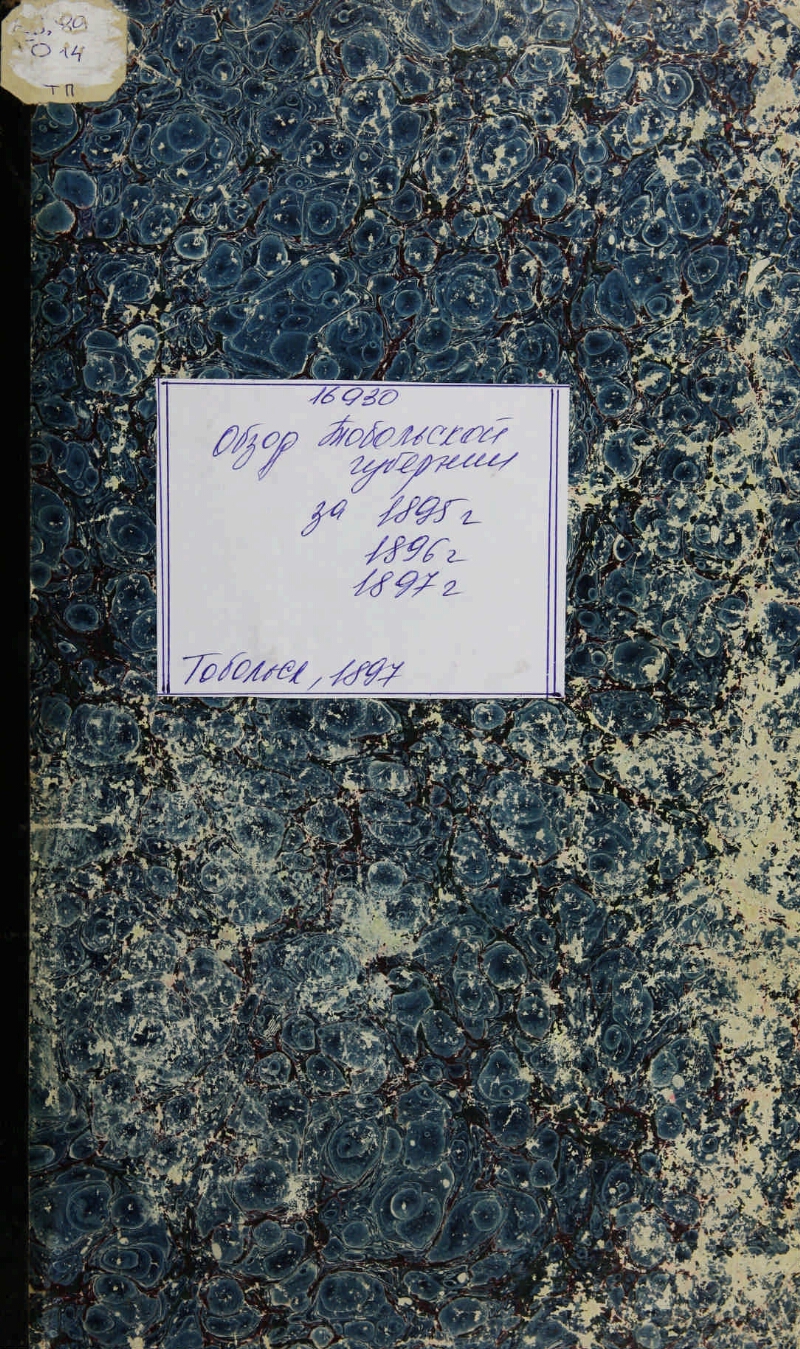 О 14
ТП
16930
Обзор Тобольской
губернии
за 1895 г
1896 г
1897 г
Тобольск, 1897